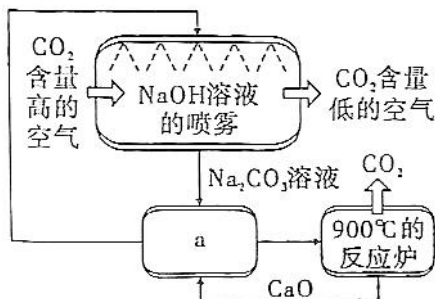 CO₂
含量
高的
空气
NaOH溶液
的喷雾
CO₂含量
低的空气
Na₂CO₃溶液
CO₂
a
900℃的
反应炉
CaO